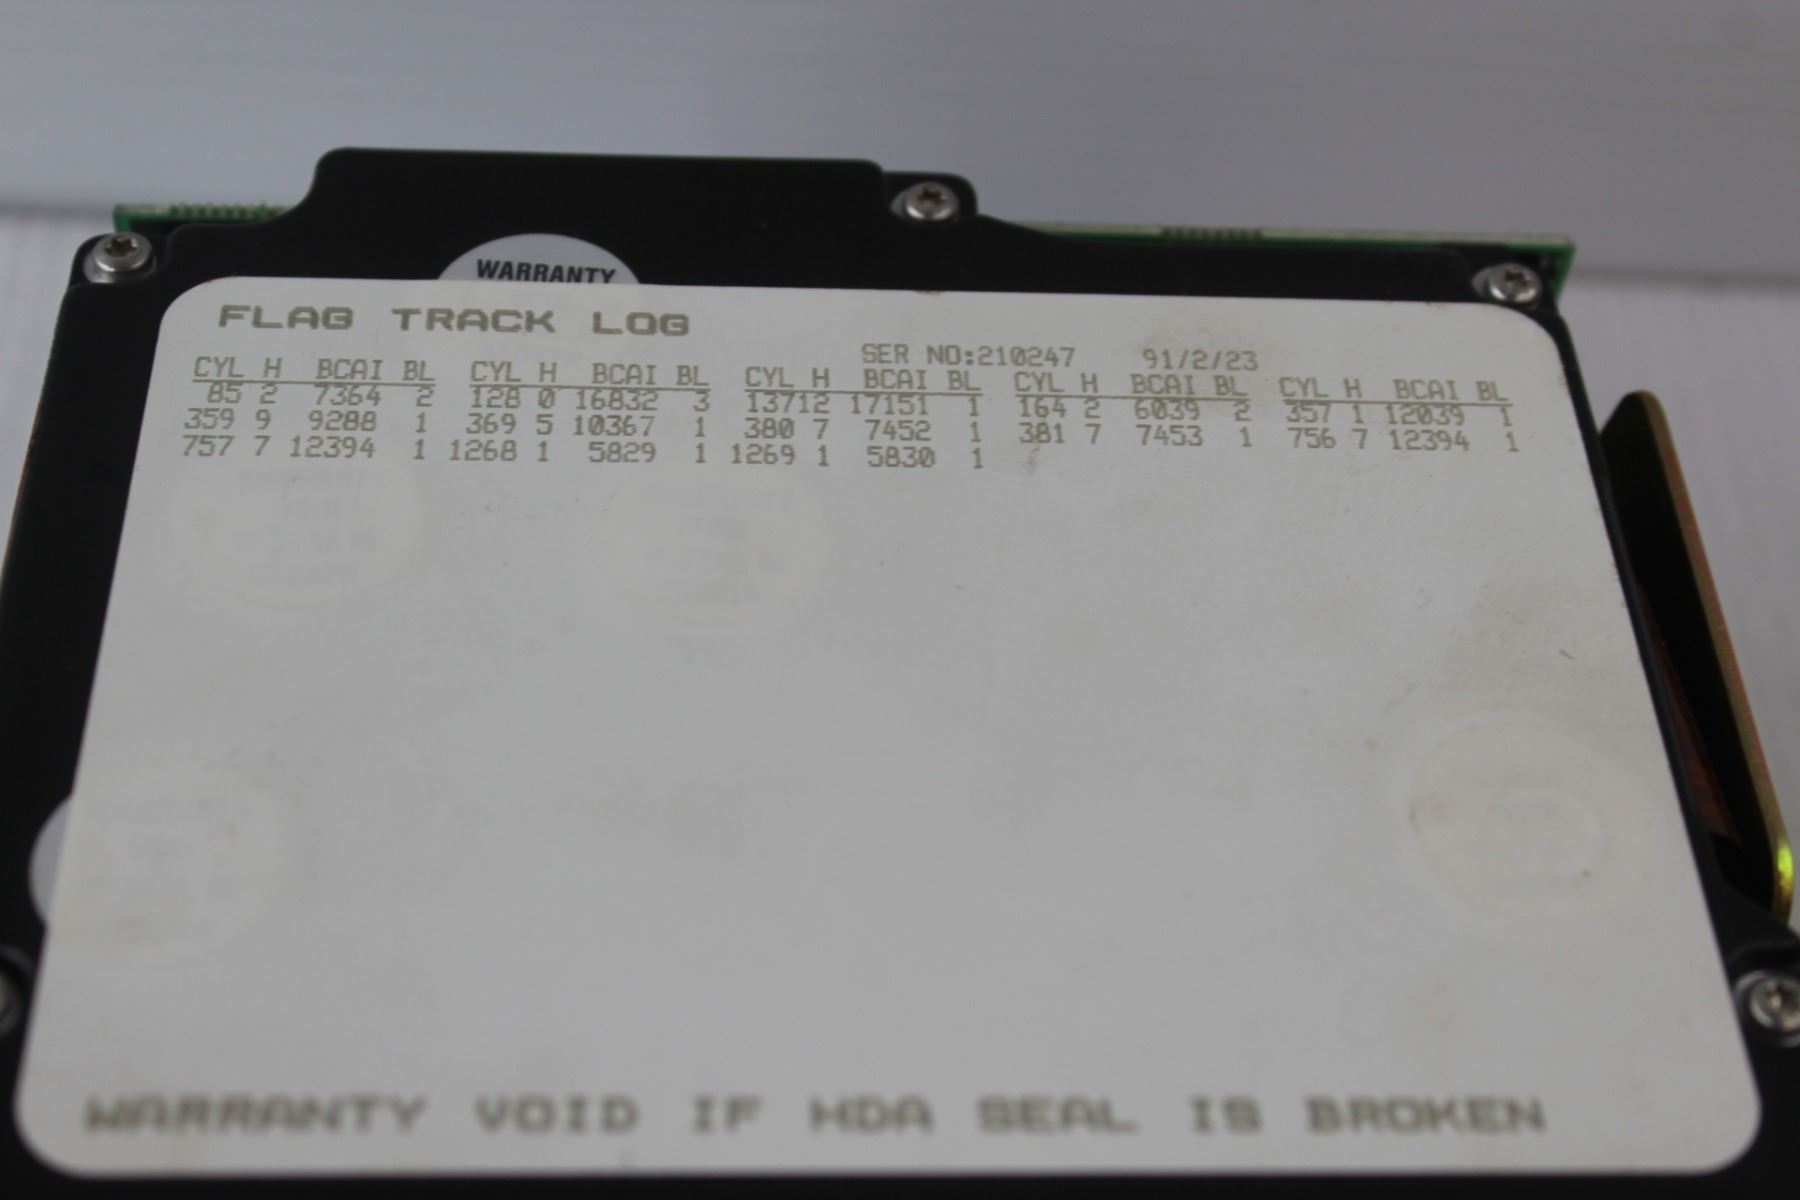 WARRANTY
FLAG TRACK LOG
SER NO:210247 91/2/23
CYL H BCAI BL CYL H BCAI BL CYL H BCAI BL CYL H BCAI BL CYL H BCAI BL
85 2 7364 2 128 0 16832 3 13712 17151 1 164 2 6039 2 357 1 12039 1
359 9 9288 1 369 5 10367 1 380 7 7452 1 381 7 7453 1 756 7 12394 1
757 7 12394 1 1268 1 5829 1 1269 1 5830 1
WARRANTY VOID IF HDA SEAL IS BROKEN